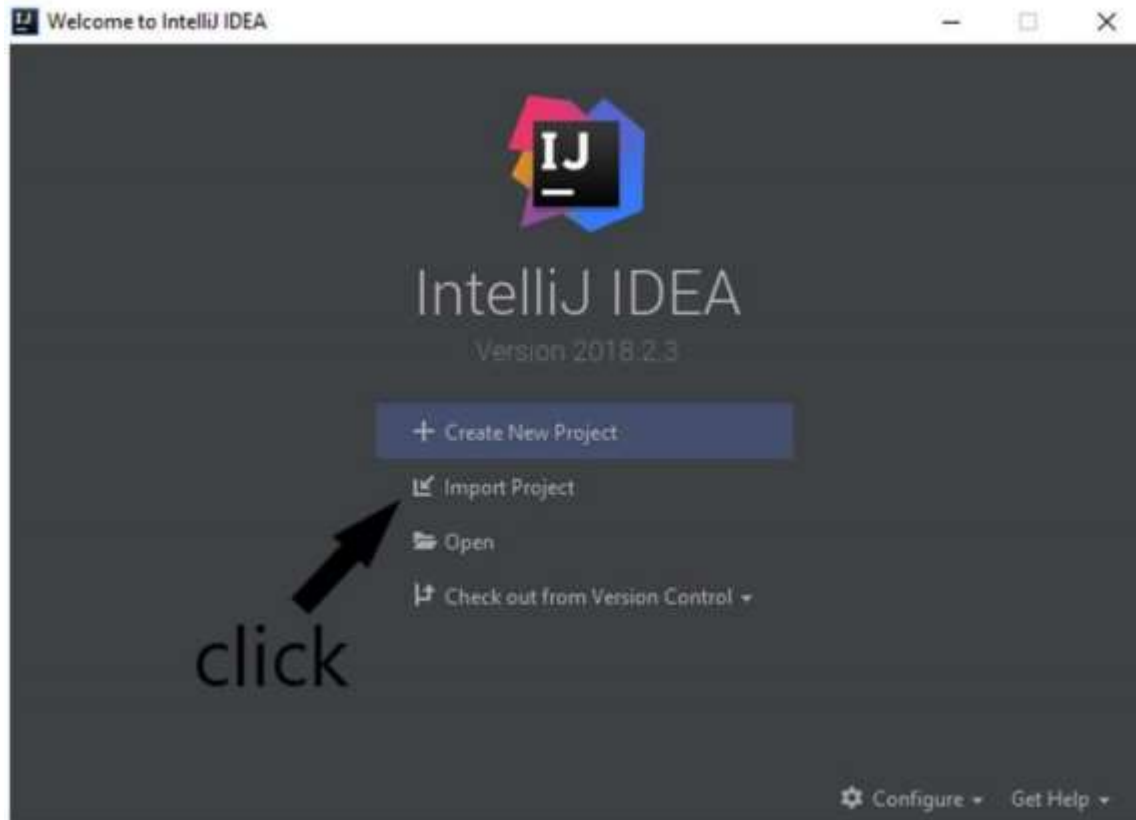 Welcome to IntelliJ IDEA
IJ
IntelliJ IDEA
Version 2018.2.3
Create New Project
Import Project
Open
Check out from Version Control
click
Configure Get Help